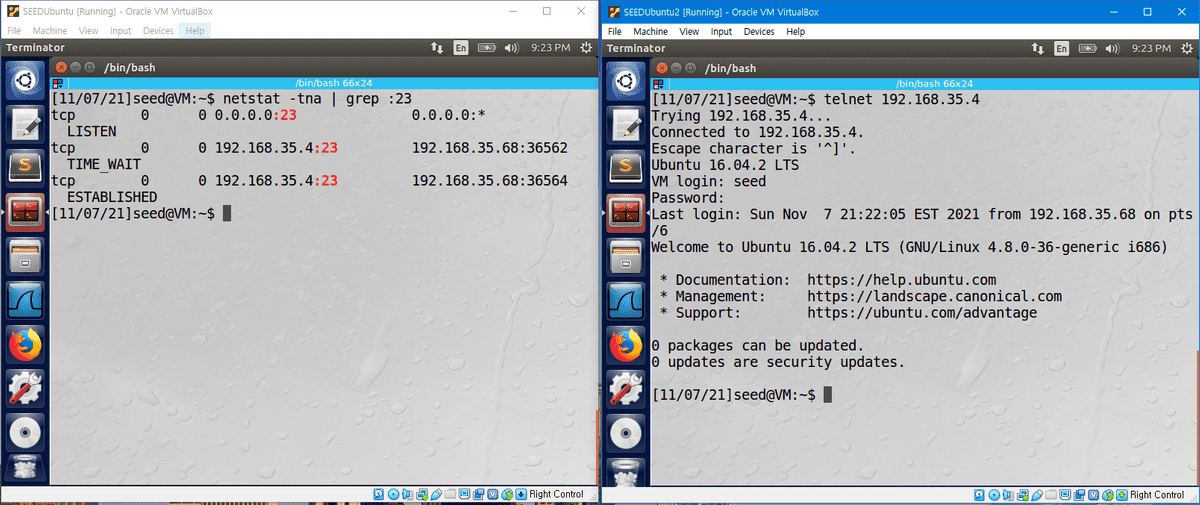 SEEDUbuntu [Running] - Oracle VM VirtualBox
File Machine View Input Devices Help
Terminator En 9:23 PM
/bin/bash
/bin/bash 66x24
[11/07/21]seed@VM:~$ netstat -tna | grep :23
tcp 0 0 0.0.0.0:23 0.0.0.0:*
LISTEN
tcp 0 0 192.168.35.4:23 192.168.35.68:36562
TIME_WAIT
tcp 0 0 192.168.35.4:23 192.168.35.68:36564
ESTABLISHED
[11/07/21]seed@VM:~$
Right Control
SEEDUbuntu2 [Running] - Oracle VM VirtualBox
File Machine View Input Devices Help
Terminator En 9:23 PM
/bin/bash
/bin/bash 66x24
[11/07/21]seed@VM:~$ telnet 192.168.35.4
Trying 192.168.35.4...
Connected to 192.168.35.4.
Escape character is '^]'.
Ubuntu 16.04.2 LTS
VM login: seed
Password:
Last login: Sun Nov  7 21:22:05 EST 2021 from 192.168.35.68 on pts
/6
Welcome to Ubuntu 16.04.2 LTS (GNU/Linux 4.8.0-36-generic i686)
* Documentation:  https://help.ubuntu.com
* Management:     https://landscape.canonical.com
* Support:        https://ubuntu.com/advantage
0 packages can be updated.
0 updates are security updates.
[11/07/21]seed@VM:~$
Right Control